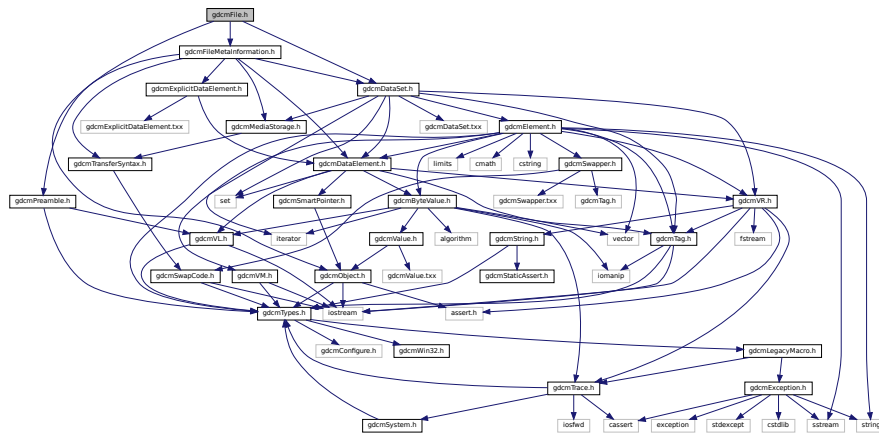 gdcmFile.h
gdcmFileMetaInformation.h
gdcmExplicitDataElement.h
gdcmDataSet.h
gdcmExplicitDataElement.txx
gdcmMediaStorage.h
gdcmDataSet.txx
gdcmElement.h
gdcmTransferSyntax.h
gdcmDataElement.h
limits
cmath
cstring
gdcmSwapper.h
gdcmPreamble.h
set
gdcmSmartPointer.h
gdcmByteValue.h
gdcmSwapper.txx
gdcmTag.h
gdcmVR.h
gdcmVL.h
iterator
gdcmValue.h
algorithm
gdcmString.h
vector
gdcmTag.h
fstream
gdcmSwapCode.h
gdcmVM.h
gdcmObject.h
gdcmValue.txx
gdcmStaticAssert.h
iomanip
gdcmTypes.h
iostream
assert.h
gdcmConfigure.h
gdcmWin32.h
gdcmLegacyMacro.h
gdcmTrace.h
gdcmException.h
gdcmSystem.h
iosfwd
cassert
exception
stdexcept
cstdlib
sstream
string